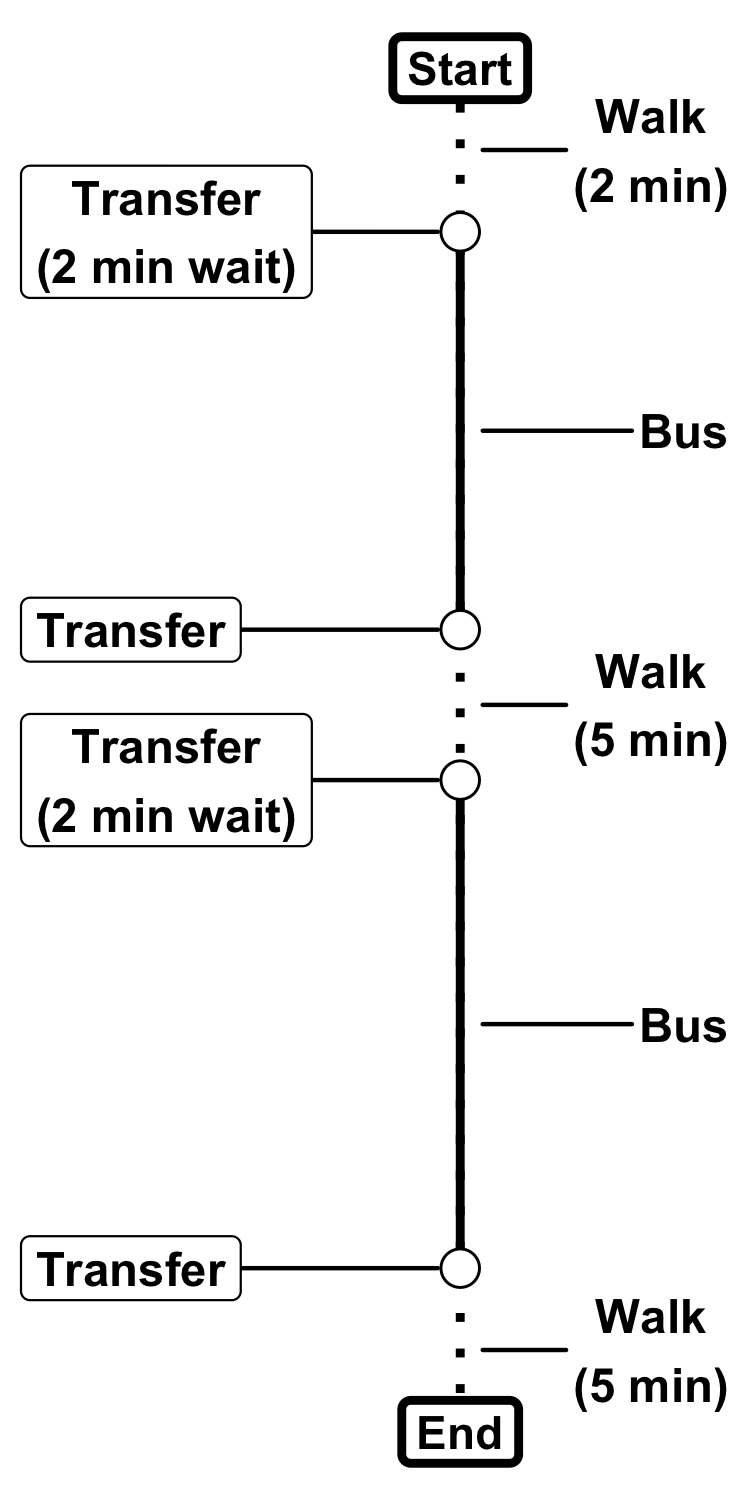 Start
Walk
(2 min)
Transfer
(2 min wait)
Bus
Transfer
Walk
(5 min)
Transfer
(2 min wait)
Bus
Transfer
Walk
(5 min)
End